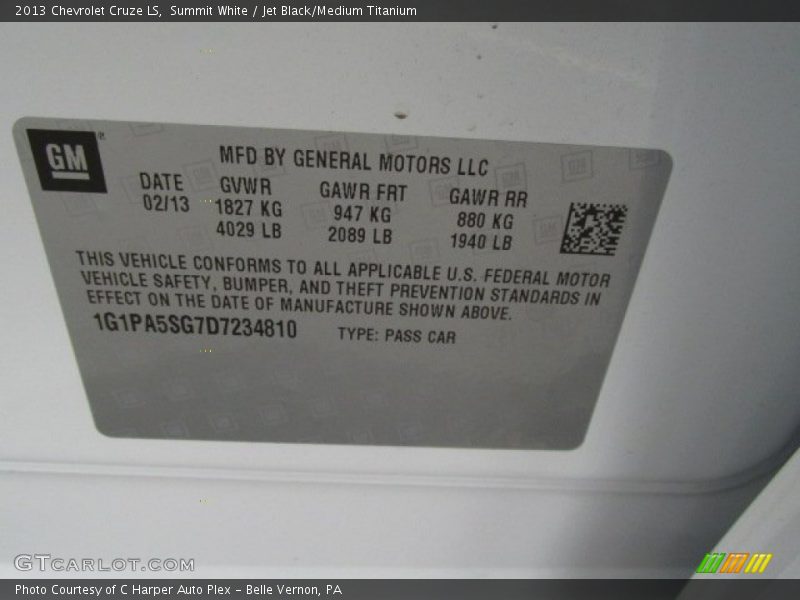 2013 Chevrolet Cruze LS, Summit White / Jet Black/Medium Titanium
GM®
MFD BY GENERAL MOTORS LLC
DATE GVWR GAWR FRT GAWR RR
02/13 1827 KG 947 KG 880 KG
4029 LB 2089 LB 1940 LB
THIS VEHICLE CONFORMS TO ALL APPLICABLE U.S. FEDERAL MOTOR
VEHICLE SAFETY, BUMPER, AND THEFT PREVENTION STANDARDS IN
EFFECT ON THE DATE OF MANUFACTURE SHOWN ABOVE.
1G1PA5SG7D7234810 TYPE: PASS CAR
GTCARLOT.COM
Photo Courtesy of C Harper Auto Plex - Belle Vernon, PA